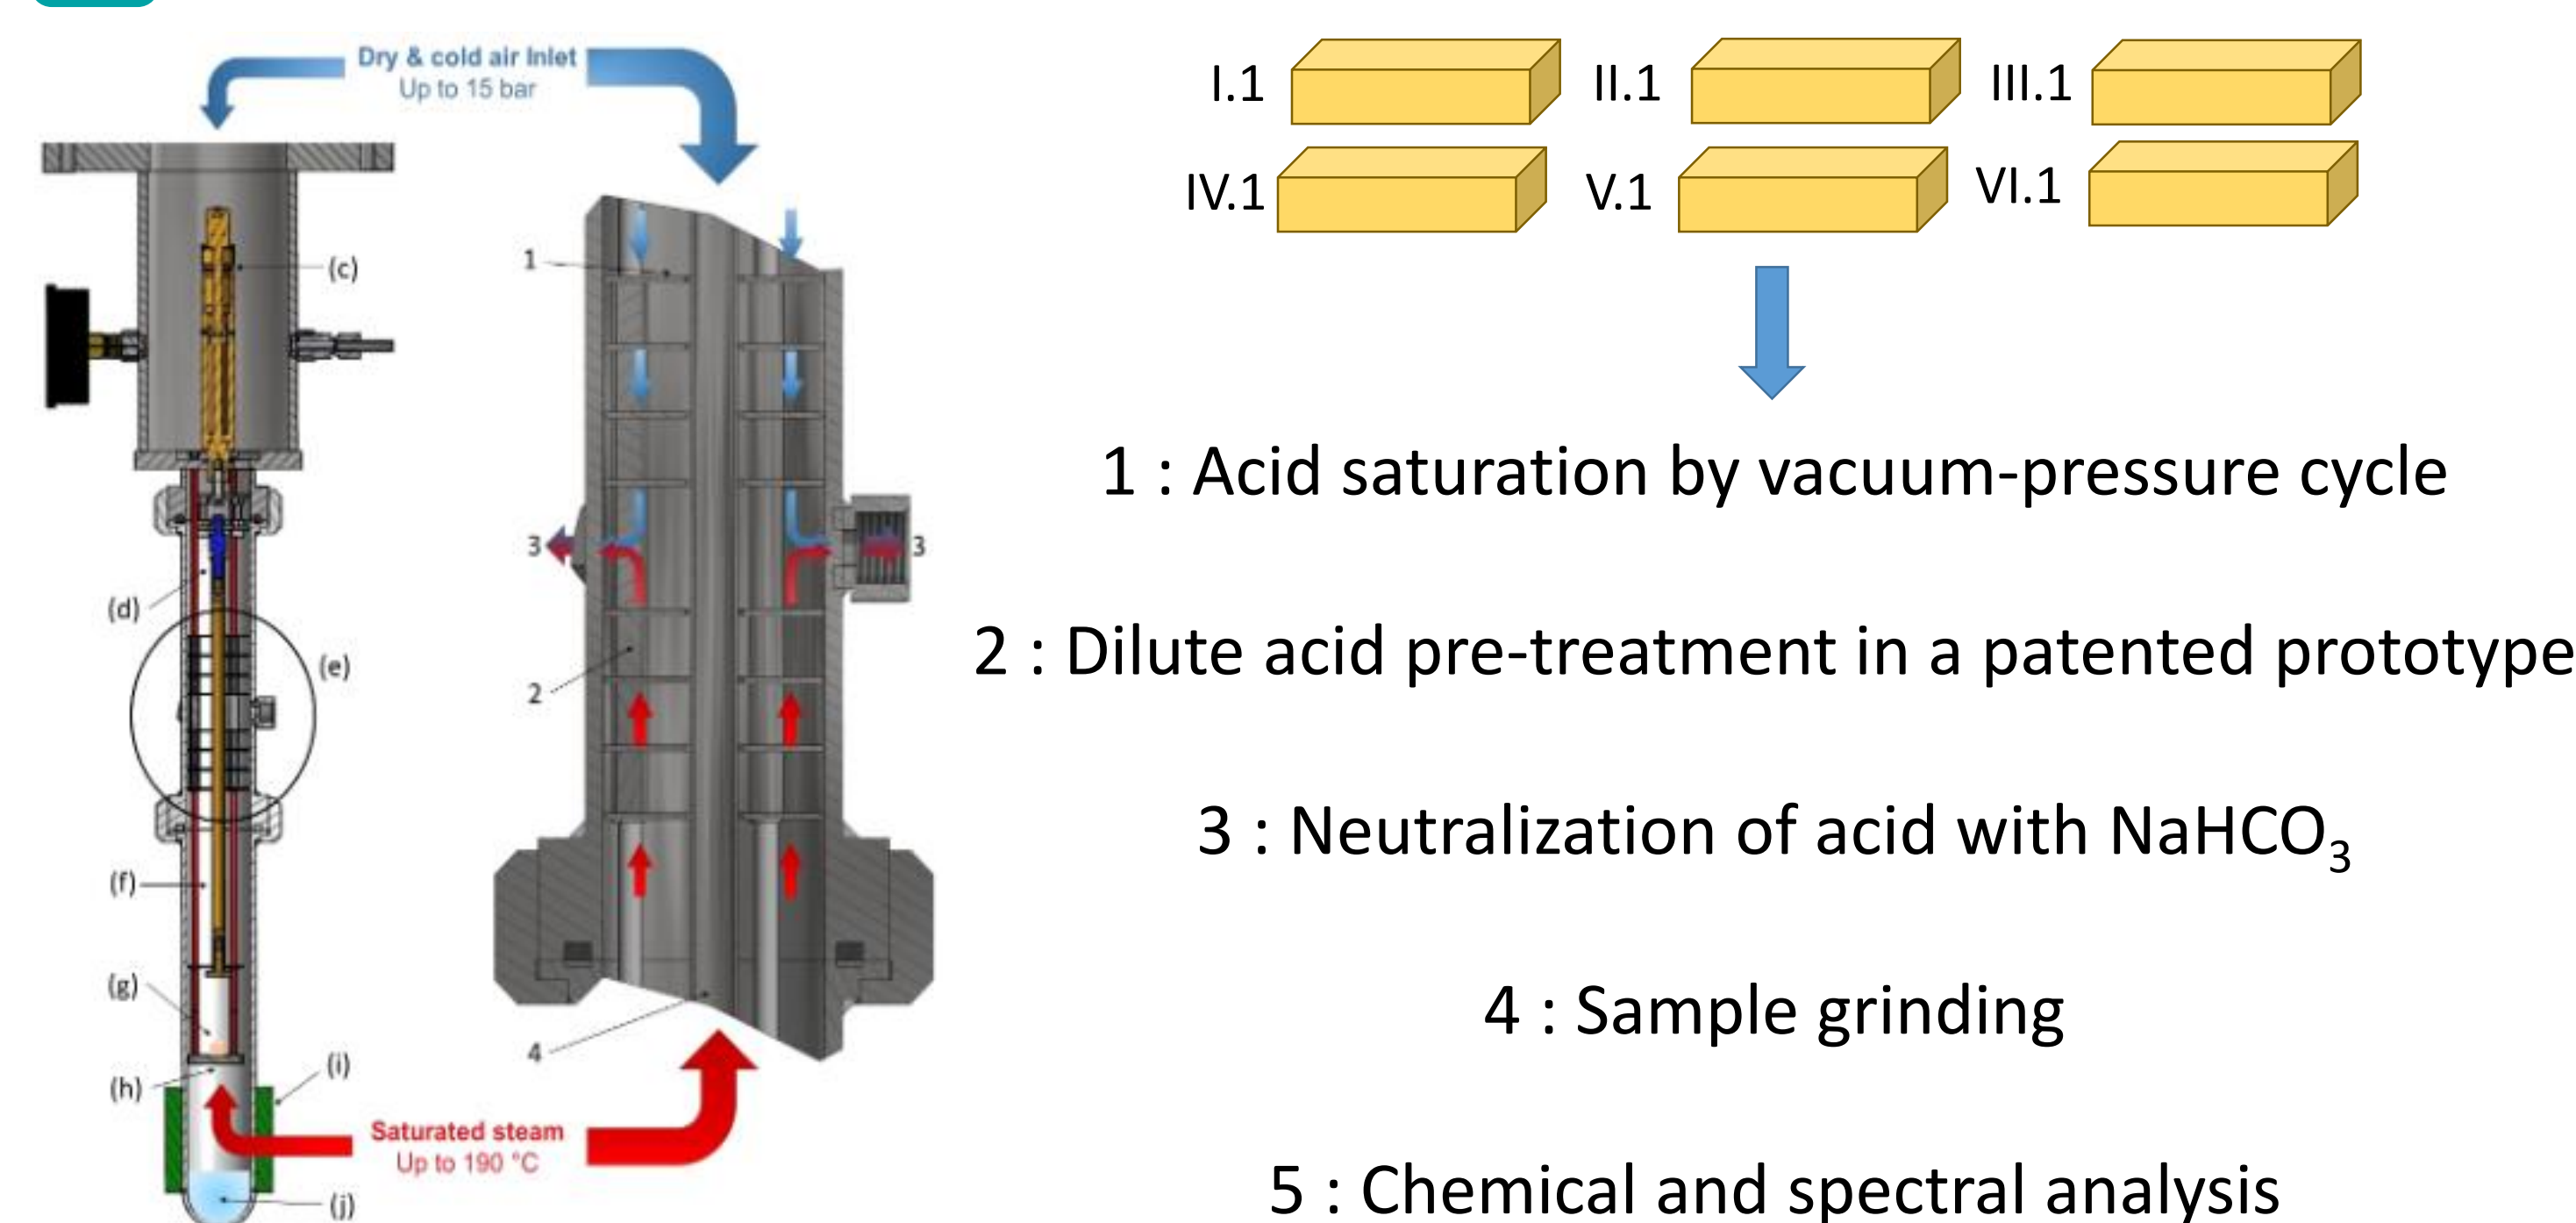 Dry & cold air Inlet
Up to 15 bar
(c)
(d)
(e)
(f)
(g)
(h)
(i)
(j)
1
3
3
2
4
Saturated steam
Up to 190 °C
I.1
II.1
III.1
IV.1
V.1
VI.1
1 : Acid saturation by vacuum-pressure cycle
2 : Dilute acid pre-treatment in a patented prototype
3 : Neutralization of acid with NaHCO₃
4 : Sample grinding
5 : Chemical and spectral analysis